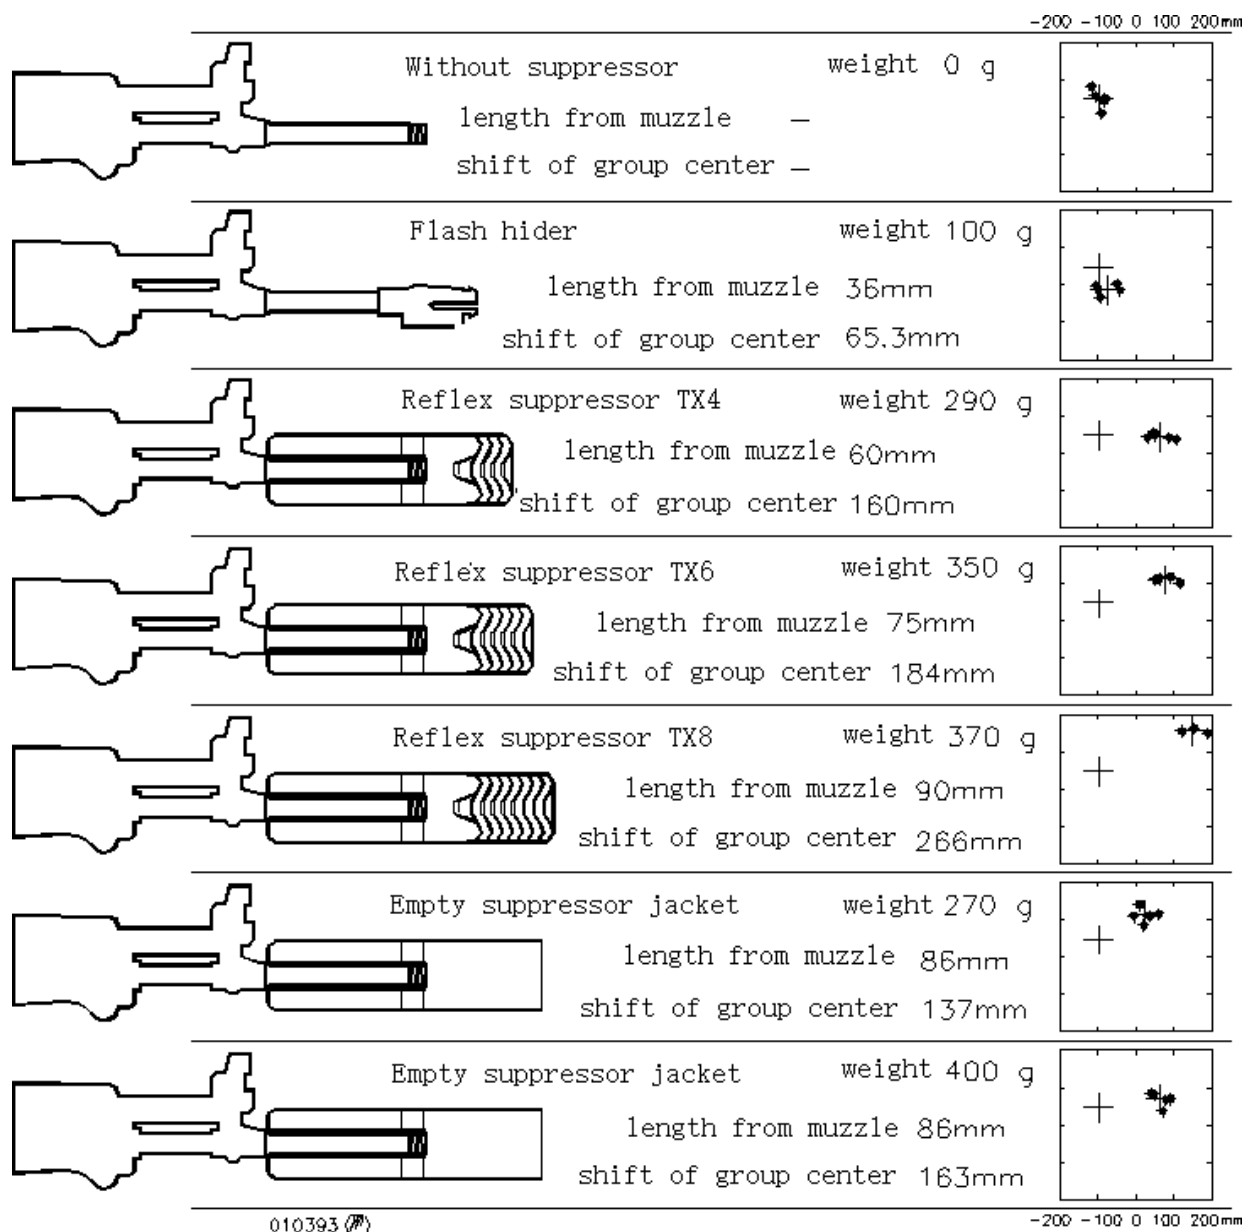 -200 -100 0 100 200mm
Without suppressor weight 0 g
length from muzzle —
shift of group center —
Flash hider weight 100 g
length from muzzle 36mm
shift of group center 65.3mm
Reflex suppressor TX4 weight 290 g
length from muzzle 60mm
shift of group center 160mm
Reflex suppressor TX6 weight 350 g
length from muzzle 75mm
shift of group center 184mm
Reflex suppressor TX8 weight 370 g
length from muzzle 90mm
shift of group center 266mm
Empty suppressor jacket weight 270 g
length from muzzle 86mm
shift of group center 137mm
Empty suppressor jacket weight 400 g
length from muzzle 86mm
shift of group center 163mm
010393
-200 -100 0 100 200mm